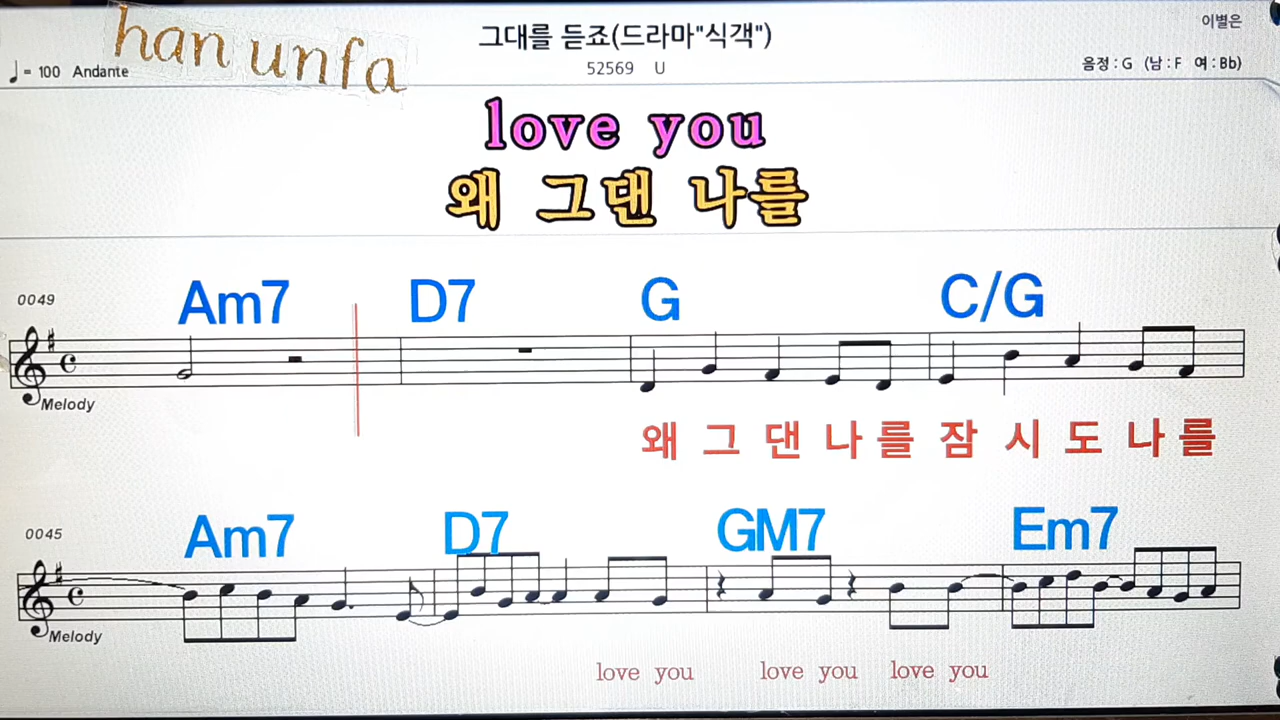 han unfa
그대를 듣죠(드라마"식객")
이별은
♩= 100 Andante
52569 U
음정 : G (남 : F 여 : Bb)
love you
왜 그댄 나를
0049
Am7 D7 G C/G
Melody
왜 그 댄 나 를 잠 시 도 나 를
0045
Am7 D7 GM7 Em7
Melody
love you love you love you